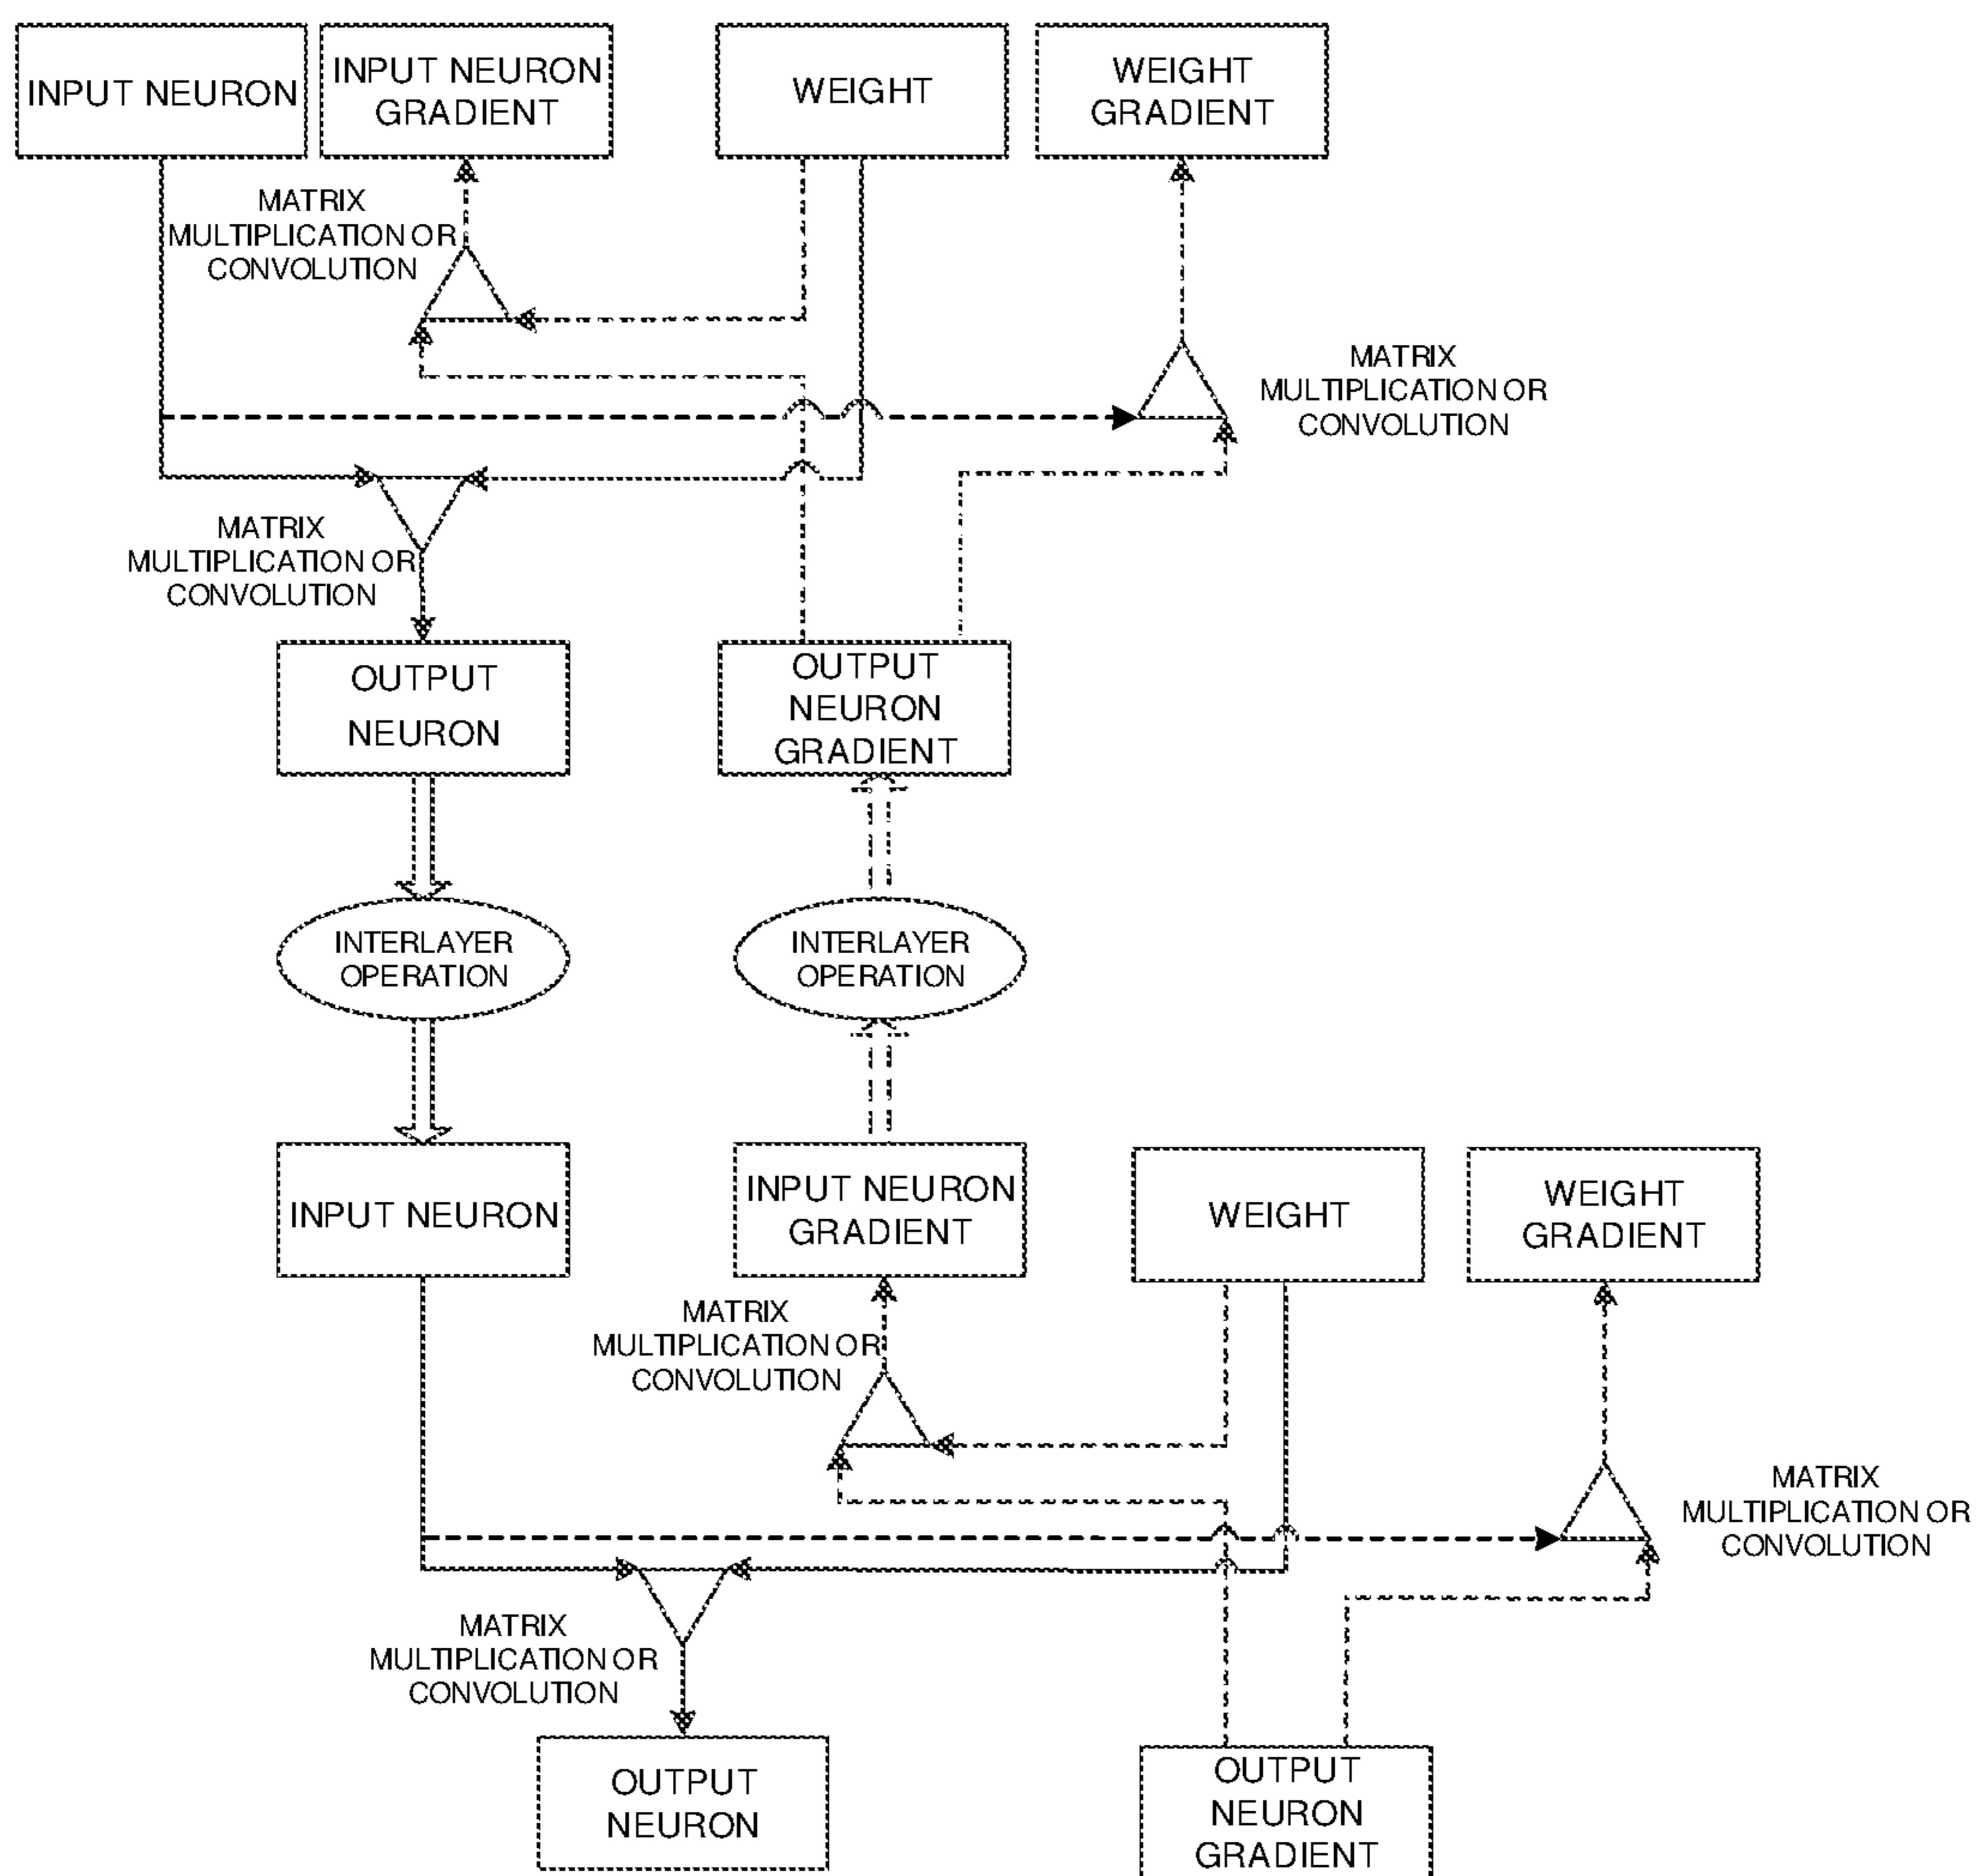 INPUT NEURON
INPUT NEURON
GRADIENT
WEIGHT
WEIGHT
GRADIENT
MATRIX
MULTIPLICATION OR
CONVOLUTION
MATRIX
MULTIPLICATION OR
CONVOLUTION
MATRIX
MULTIPLICATION OR
CONVOLUTION
OUTPUT
NEURON
OUTPUT
NEURON
GRADIENT
INTERLAYER
OPERATION
INTERLAYER
OPERATION
INPUT NEURON
INPUT NEURON
GRADIENT
WEIGHT
WEIGHT
GRADIENT
MATRIX
MULTIPLICATION OR
CONVOLUTION
MATRIX
MULTIPLICATION OR
CONVOLUTION
MATRIX
MULTIPLICATION OR
CONVOLUTION
OUTPUT
NEURON
OUTPUT
NEURON
GRADIENT